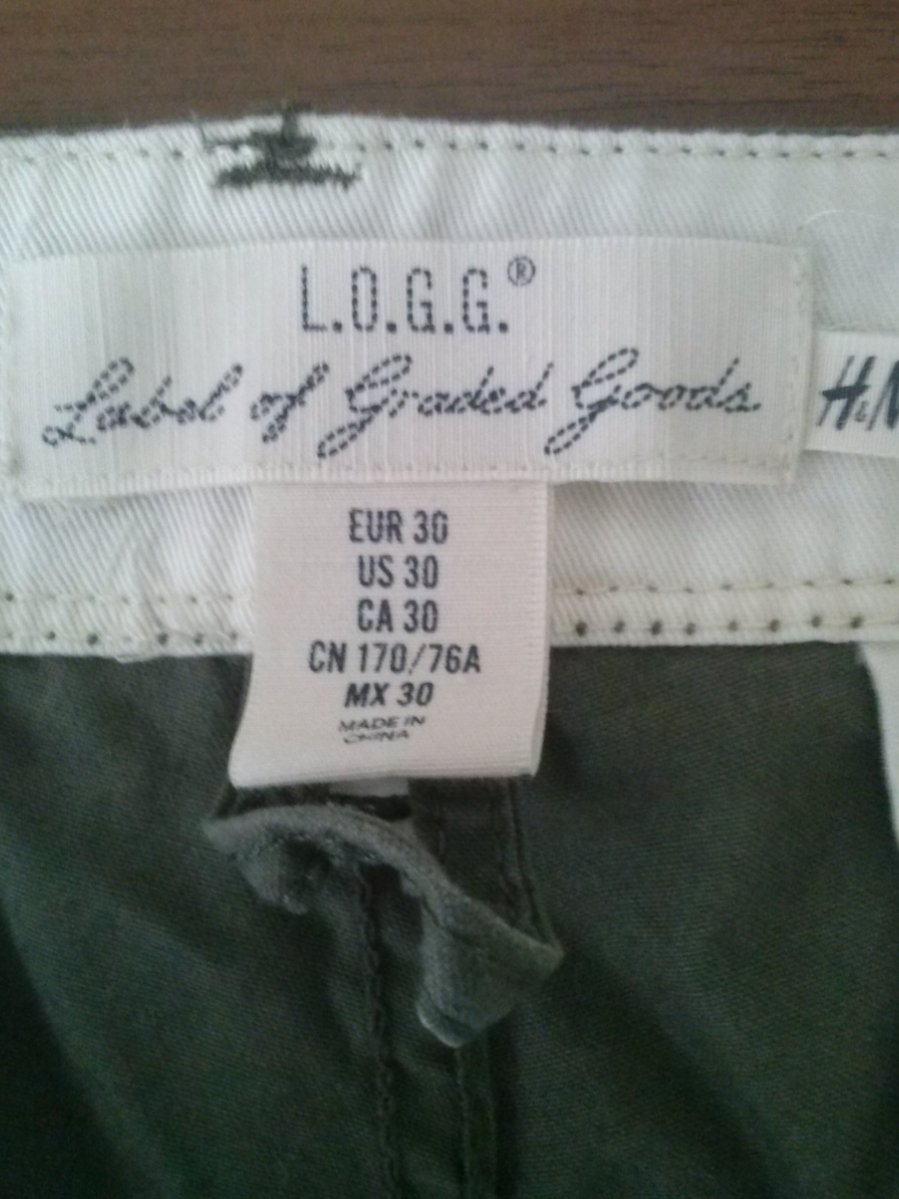 L.O.G.G.®
Label of Graded Goods
H&M
EUR 30
US 30
CA 30
CN 170/76A
MX 30
MADE IN
CHINA